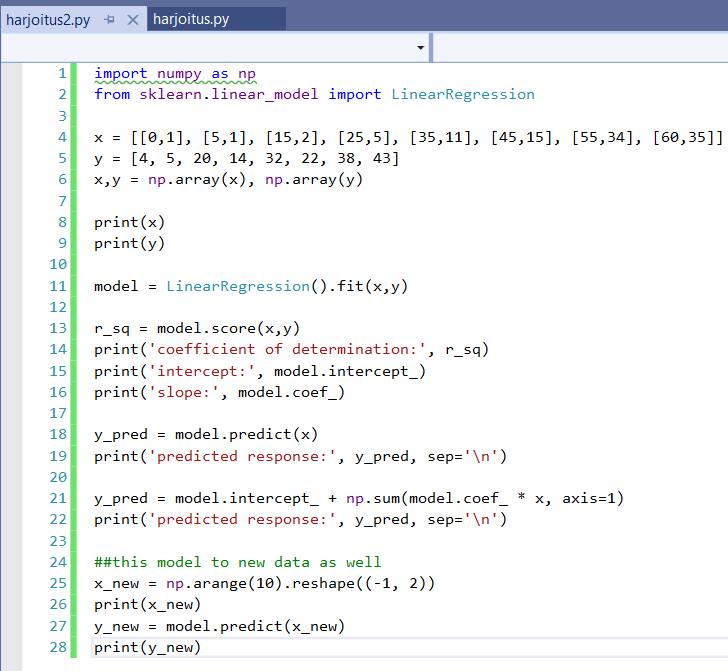 harjoitus2.py harjoitus.py
1 import numpy as np
2 from sklearn.linear_model import LinearRegression
3
4 x = [[0,1], [5,1], [15,2], [25,5], [35,11], [45,15], [55,34], [60,35]]
5 y = [4, 5, 20, 14, 32, 22, 38, 43]
6 x,y = np.array(x), np.array(y)
7
8 print(x)
9 print(y)
10
11 model = LinearRegression().fit(x,y)
12
13 r_sq = model.score(x,y)
14 print('coefficient of determination:', r_sq)
15 print('intercept:', model.intercept_)
16 print('slope:', model.coef_)
17
18 y_pred = model.predict(x)
19 print('predicted response:', y_pred, sep='\n')
20
21 y_pred = model.intercept_ + np.sum(model.coef_ * x, axis=1)
22 print('predicted response:', y_pred, sep='\n')
23
24 ##this model to new data as well
25 x_new = np.arange(10).reshape((-1, 2))
26 print(x_new)
27 y_new = model.predict(x_new)
28 print(y_new)